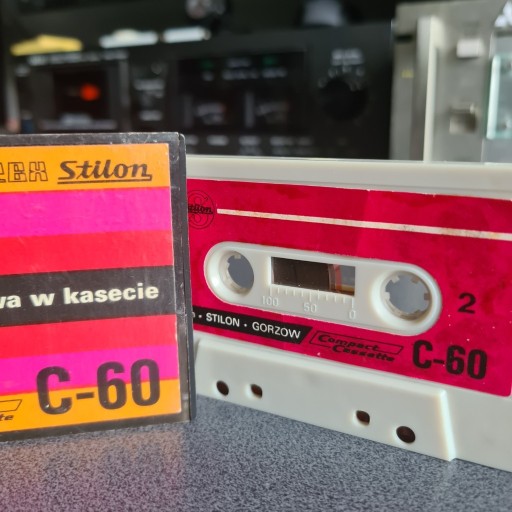 Stilon
wa w kasecie
C-60
stilon
2
100 50 0
• STILON • GORZOW
Compact
Cassette
C-60